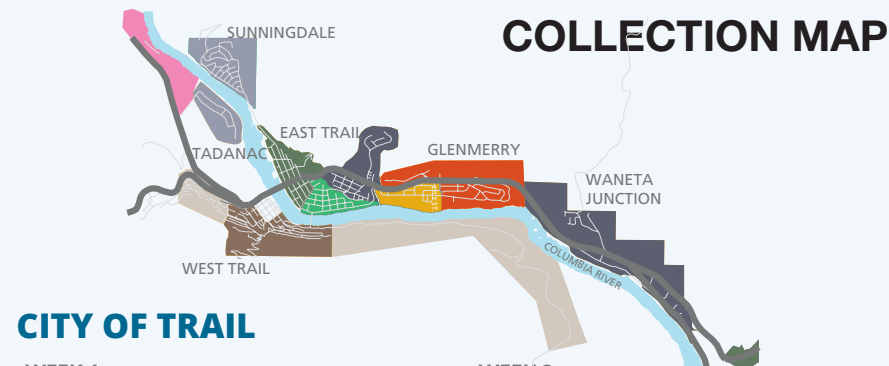 SUNNINGDALE
COLLECTION MAP
EAST TRAIL
TADANAC
GLENMERRY
WANETA
JUNCTION
COLUMBIA RIVER
WEST TRAIL
CITY OF TRAIL